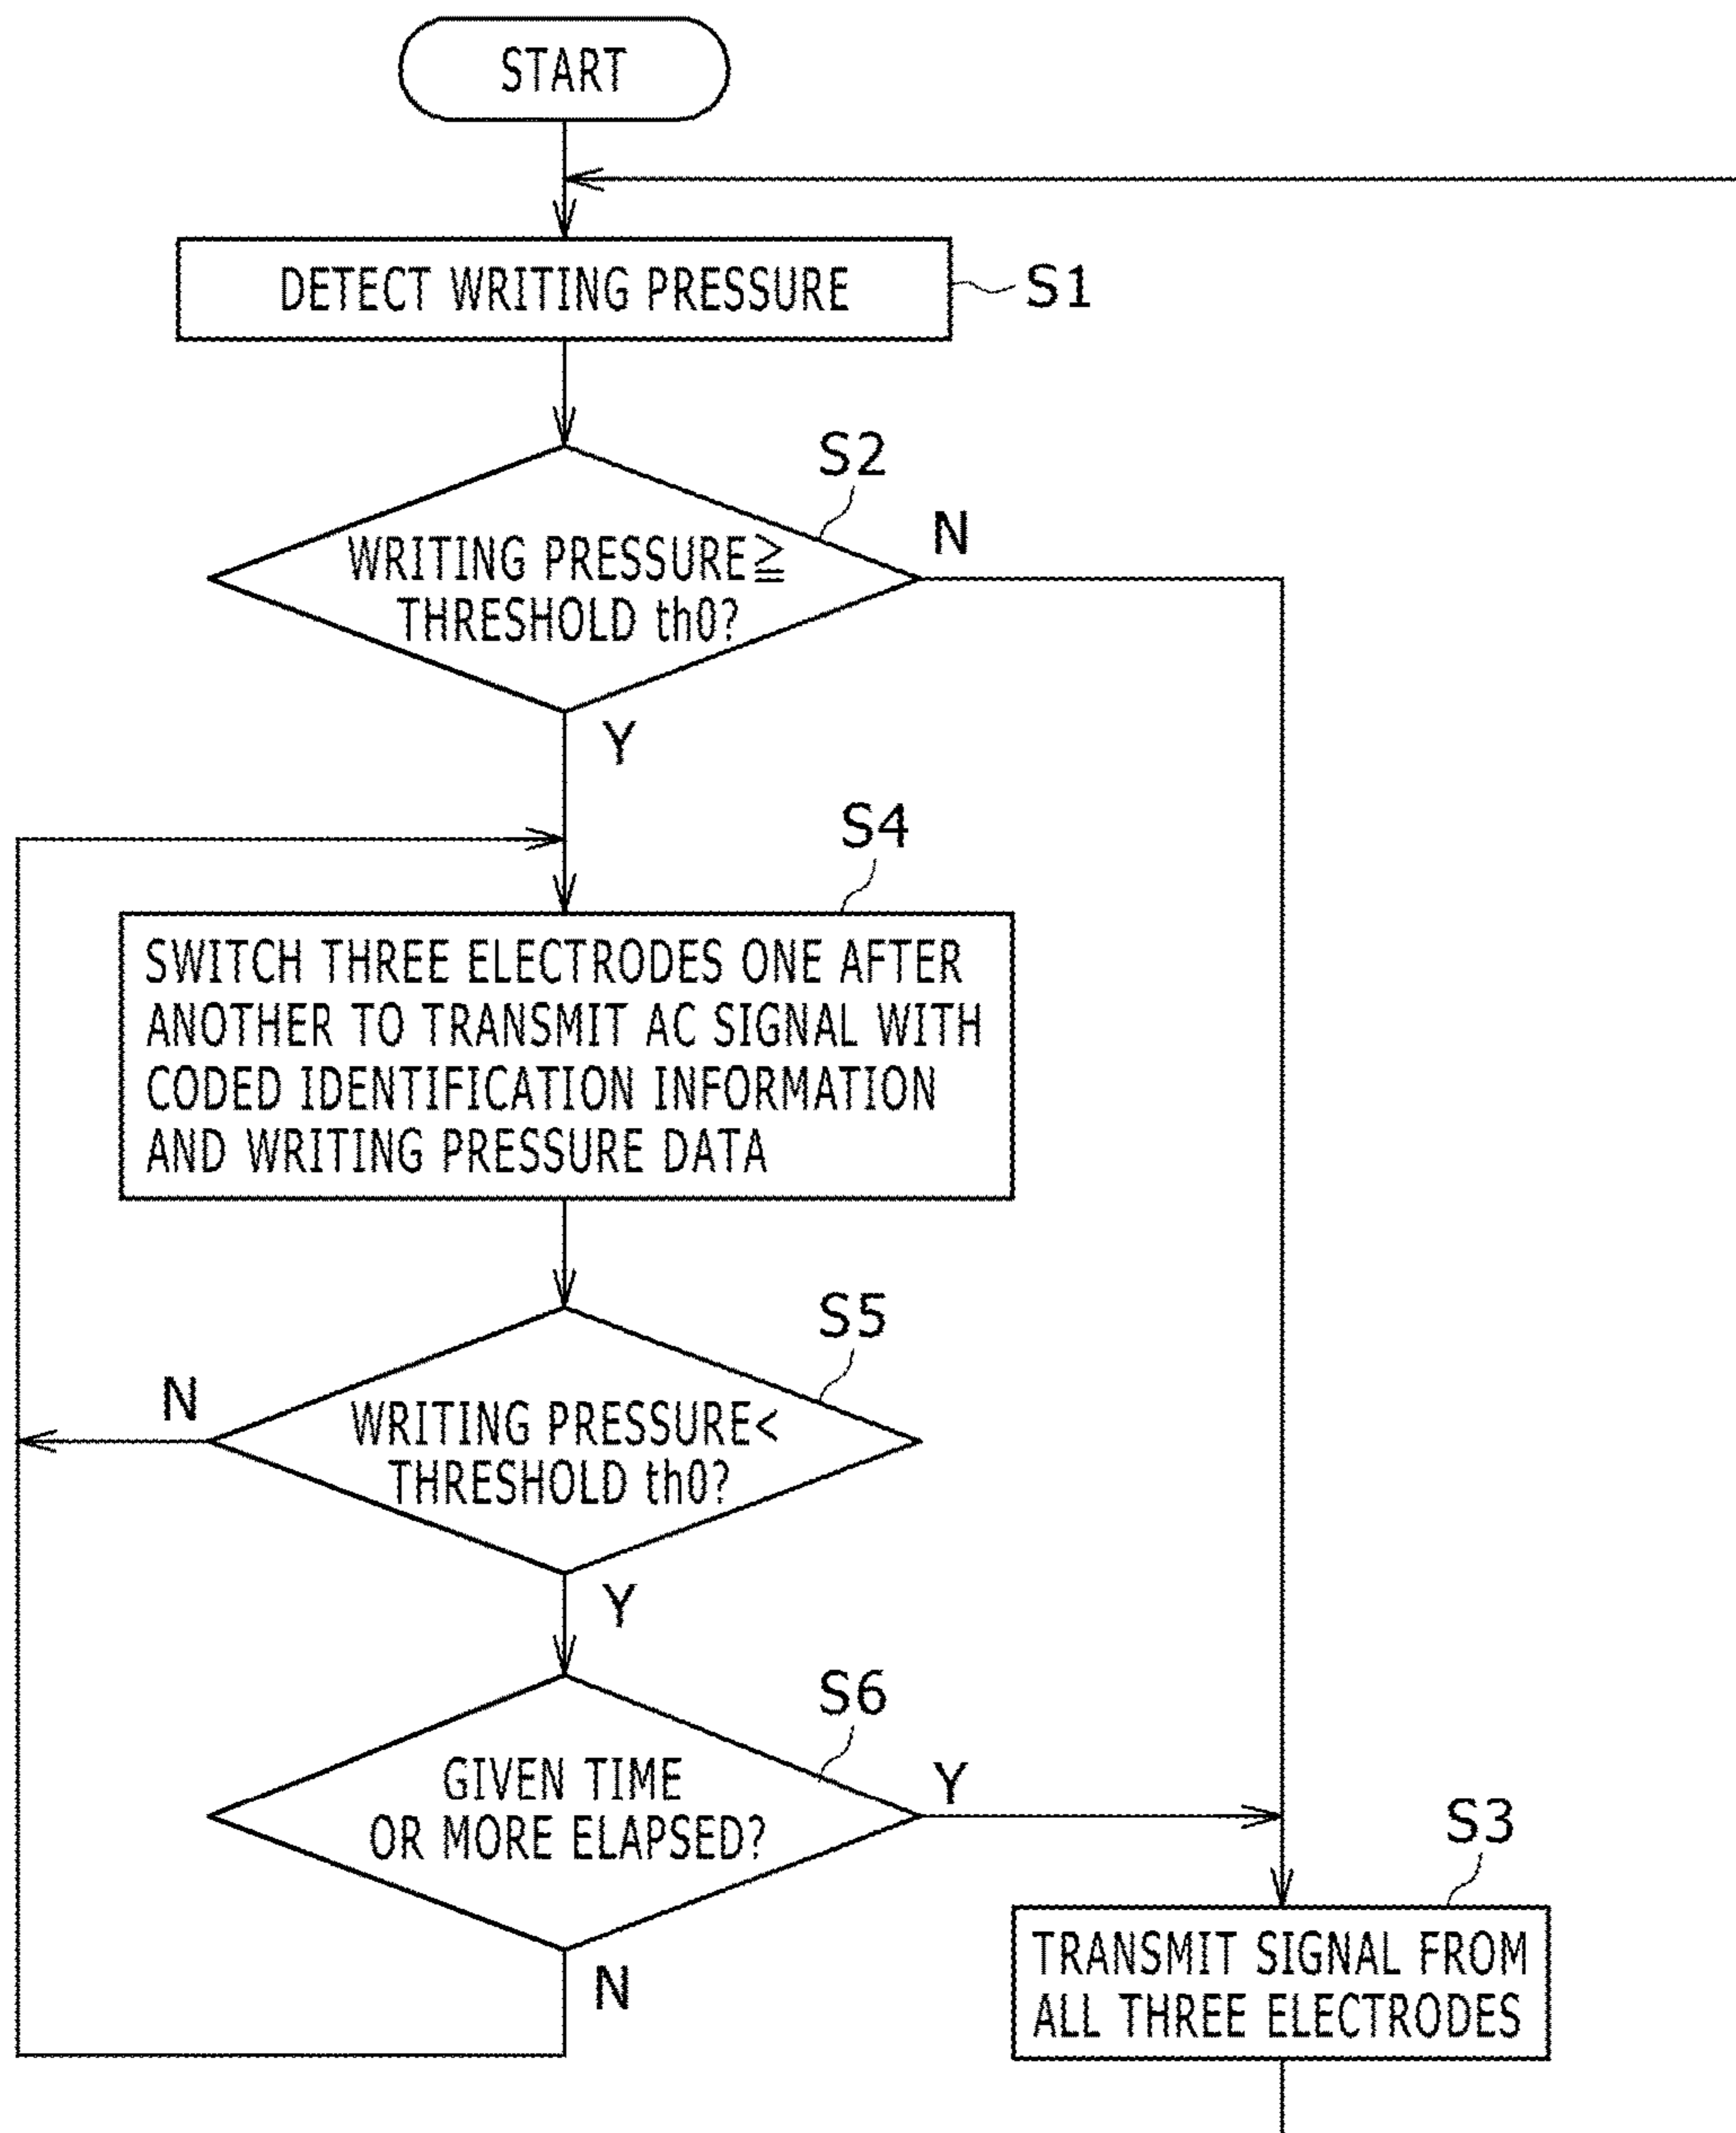 START
DETECT WRITING PRESSURE
S1
S2
WRITING PRESSURE≧
THRESHOLD th0?
N
Y
S4
SWITCH THREE ELECTRODES ONE AFTER
ANOTHER TO TRANSMIT AC SIGNAL WITH
CODED IDENTIFICATION INFORMATION
AND WRITING PRESSURE DATA
S5
N
WRITING PRESSURE<
THRESHOLD th0?
Y
S6
GIVEN TIME
OR MORE ELAPSED?
Y
N
S3
TRANSMIT SIGNAL FROM
ALL THREE ELECTRODES